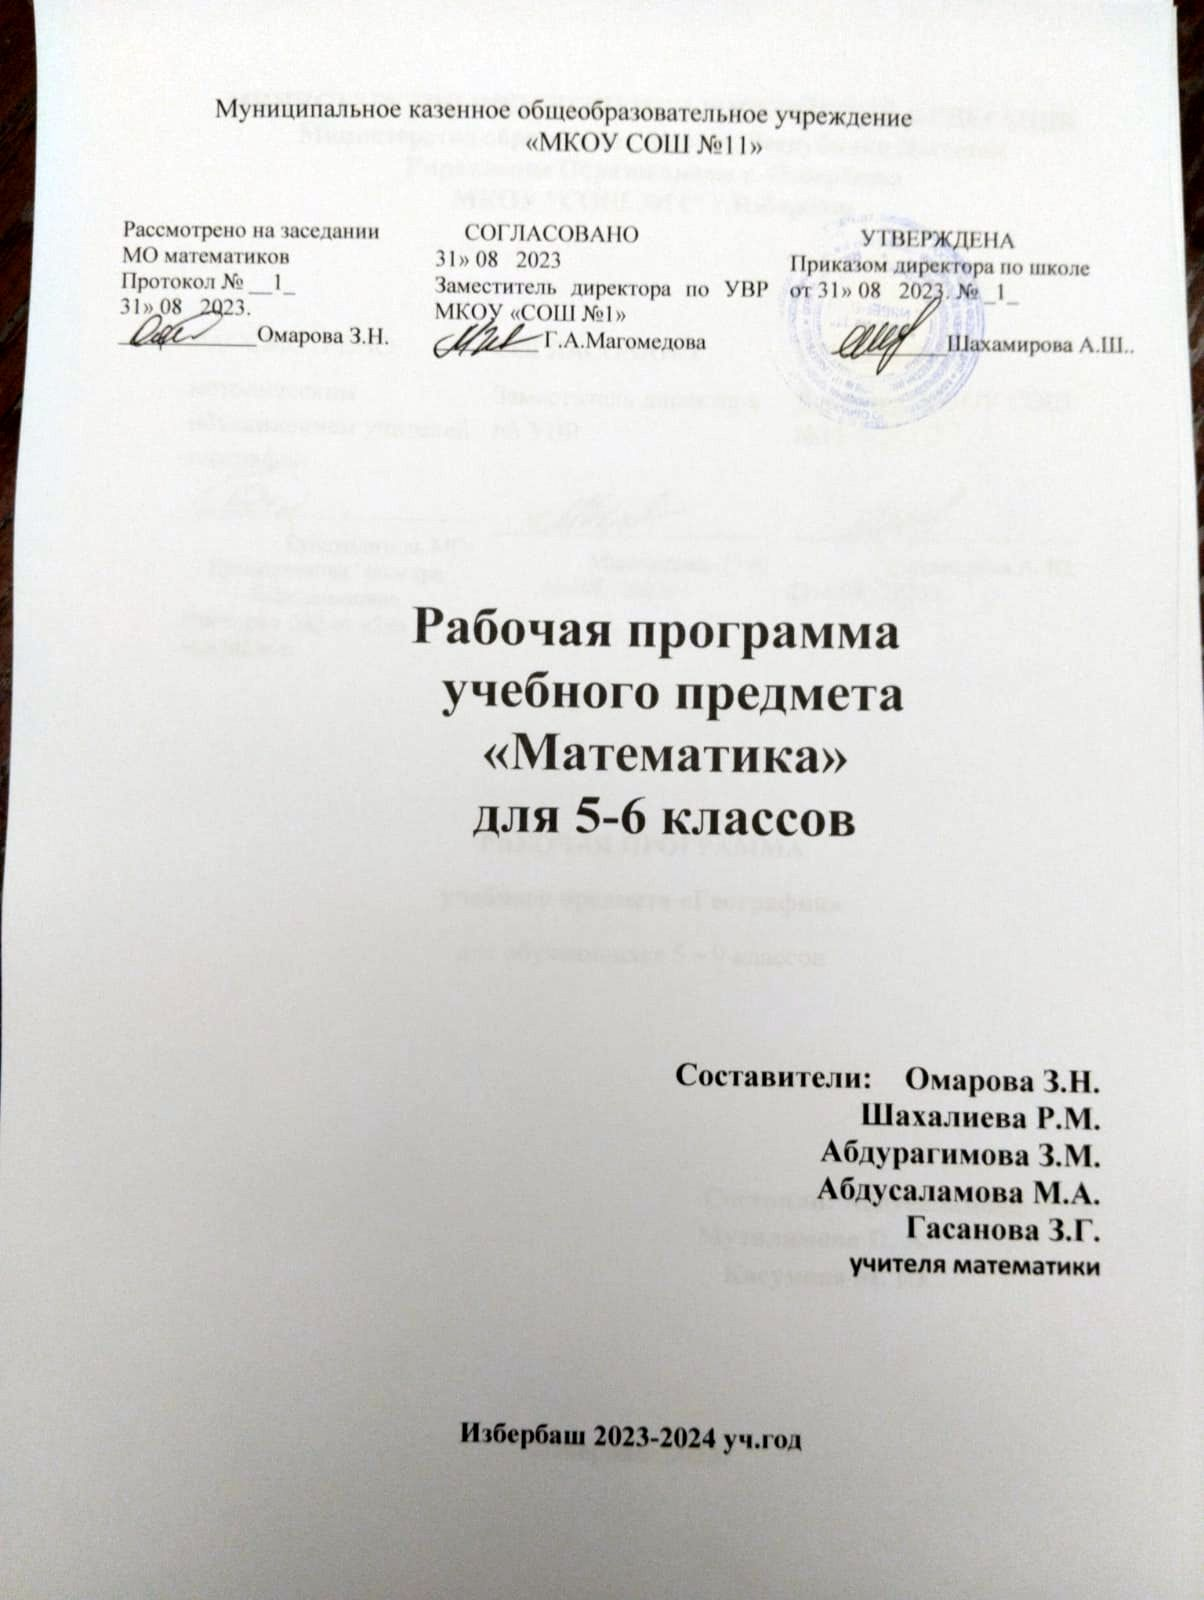 Муниципальное казенное общеобразовательное учреждение
«МКОУ СОШ №11»
Рассмотрено на заседании
МО математиков
Протокол № __1_
31» 08 2023.
____________Омарова З.Н.
СОГЛАСОВАНО
31» 08 2023
Заместитель директора по УВР
МКОУ «СОШ №1»
_________Г.А.Магомедова
УТВЕРЖДЕНА
Приказом директора по школе
от 31» 08 2023. № _1_
_________Шахамирова А.Ш..
Рабочая программа
учебного предмета
«Математика»
для 5-6 классов
Составители: Омарова З.Н.
Шахалиева Р.М.
Абдурагимова З.М.
Абдусаламова М.А.
Гасанова З.Г.
учителя математики
Избербаш 2023-2024 уч.год